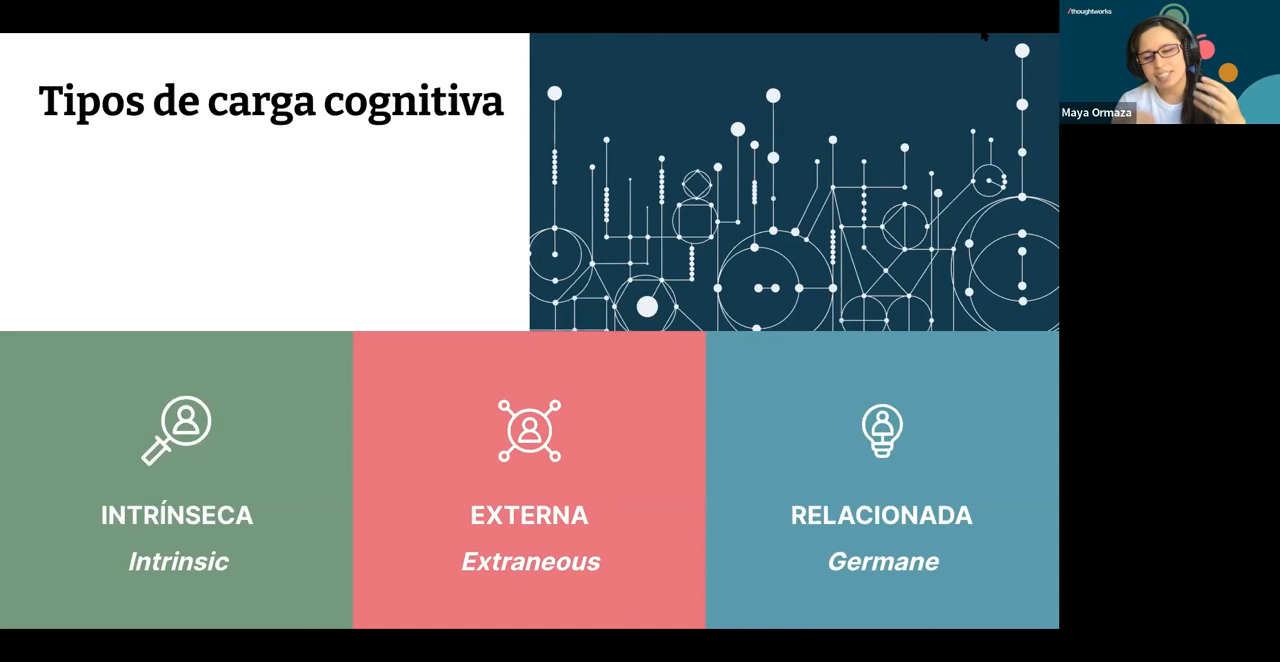 Tipos de carga cognitiva
/thoughtworks
Maya Ormaza
INTRÍNSECA
Intrinsic
EXTERNA
Extraneous
RELACIONADA
Germane